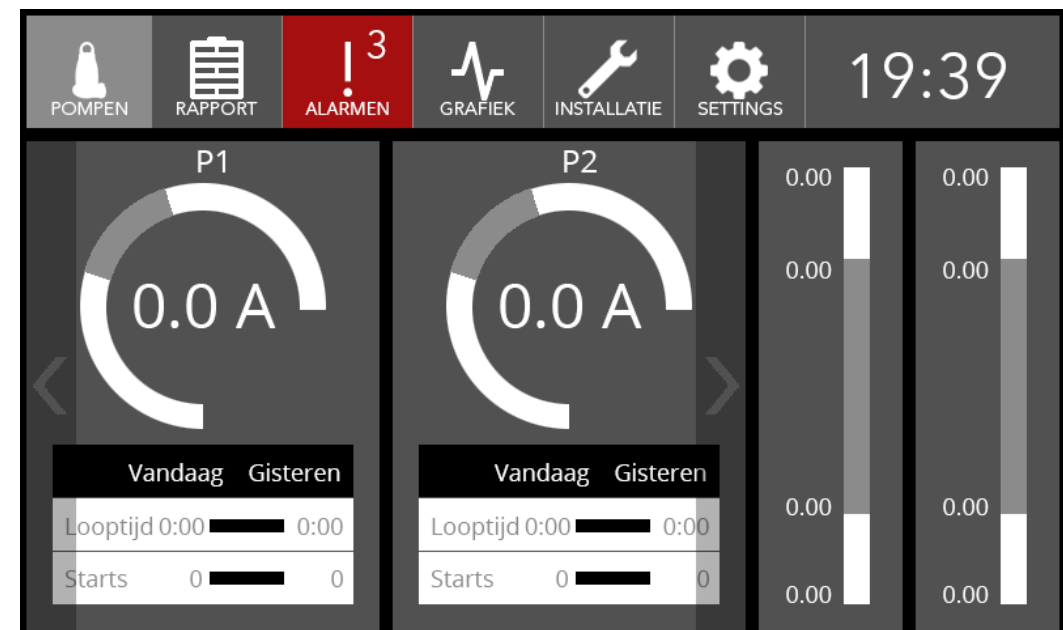 POMPEN RAPPORT ALARMEN 3 GRAFIEK INSTALLATIE SETTINGS 19:39
P1
0.0 A
Vandaag Gisteren
Looptijd 0:00 0:00
Starts 0 0
P2
0.0 A
Vandaag Gisteren
Looptijd 0:00 0:00
Starts 0 0
0.00
0.00
0.00
0.00
0.00
0.00
0.00
0.00